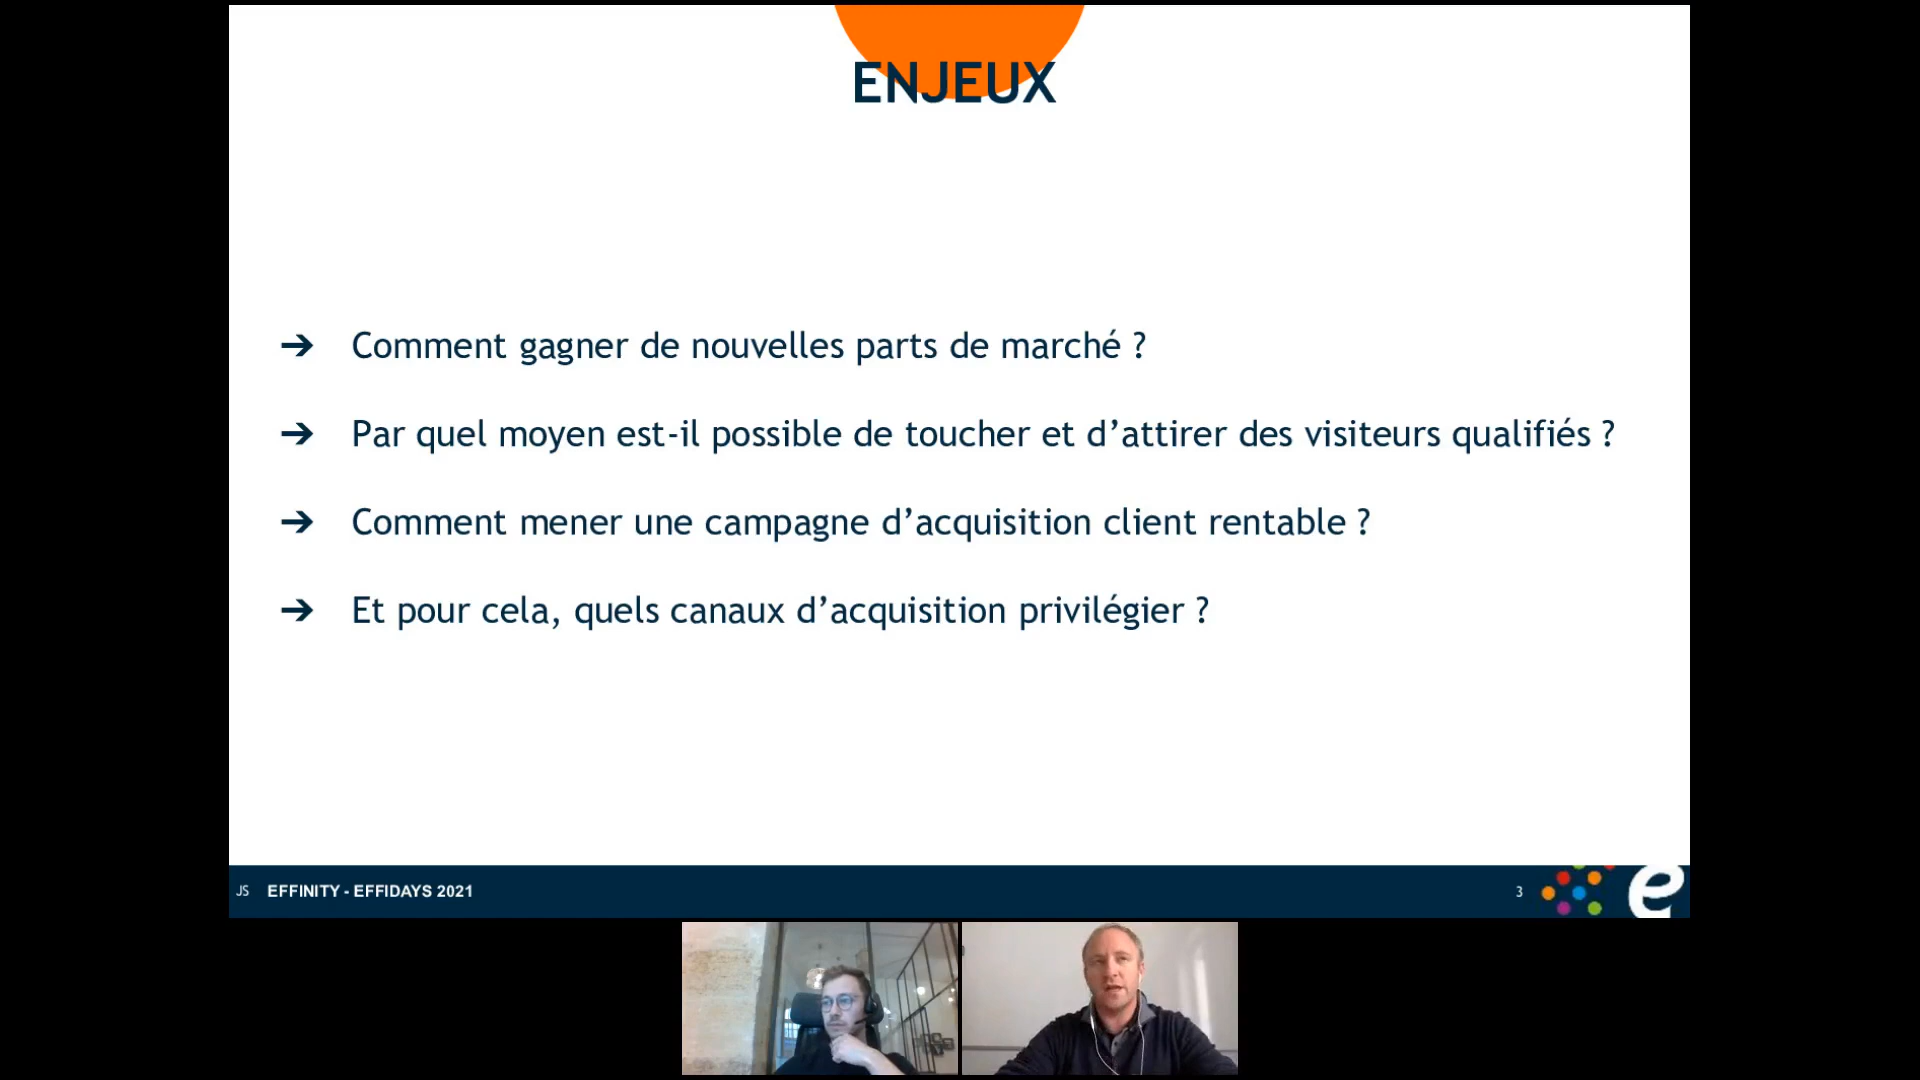 ENJEUX
➔ Comment gagner de nouvelles parts de marché ?
➔ Par quel moyen est-il possible de toucher et d’attirer des visiteurs qualifiés ?
➔ Comment mener une campagne d’acquisition client rentable ?
➔ Et pour cela, quels canaux d’acquisition privilégier ?
JS EFFINITY - EFFIDAYS 2021 3 e